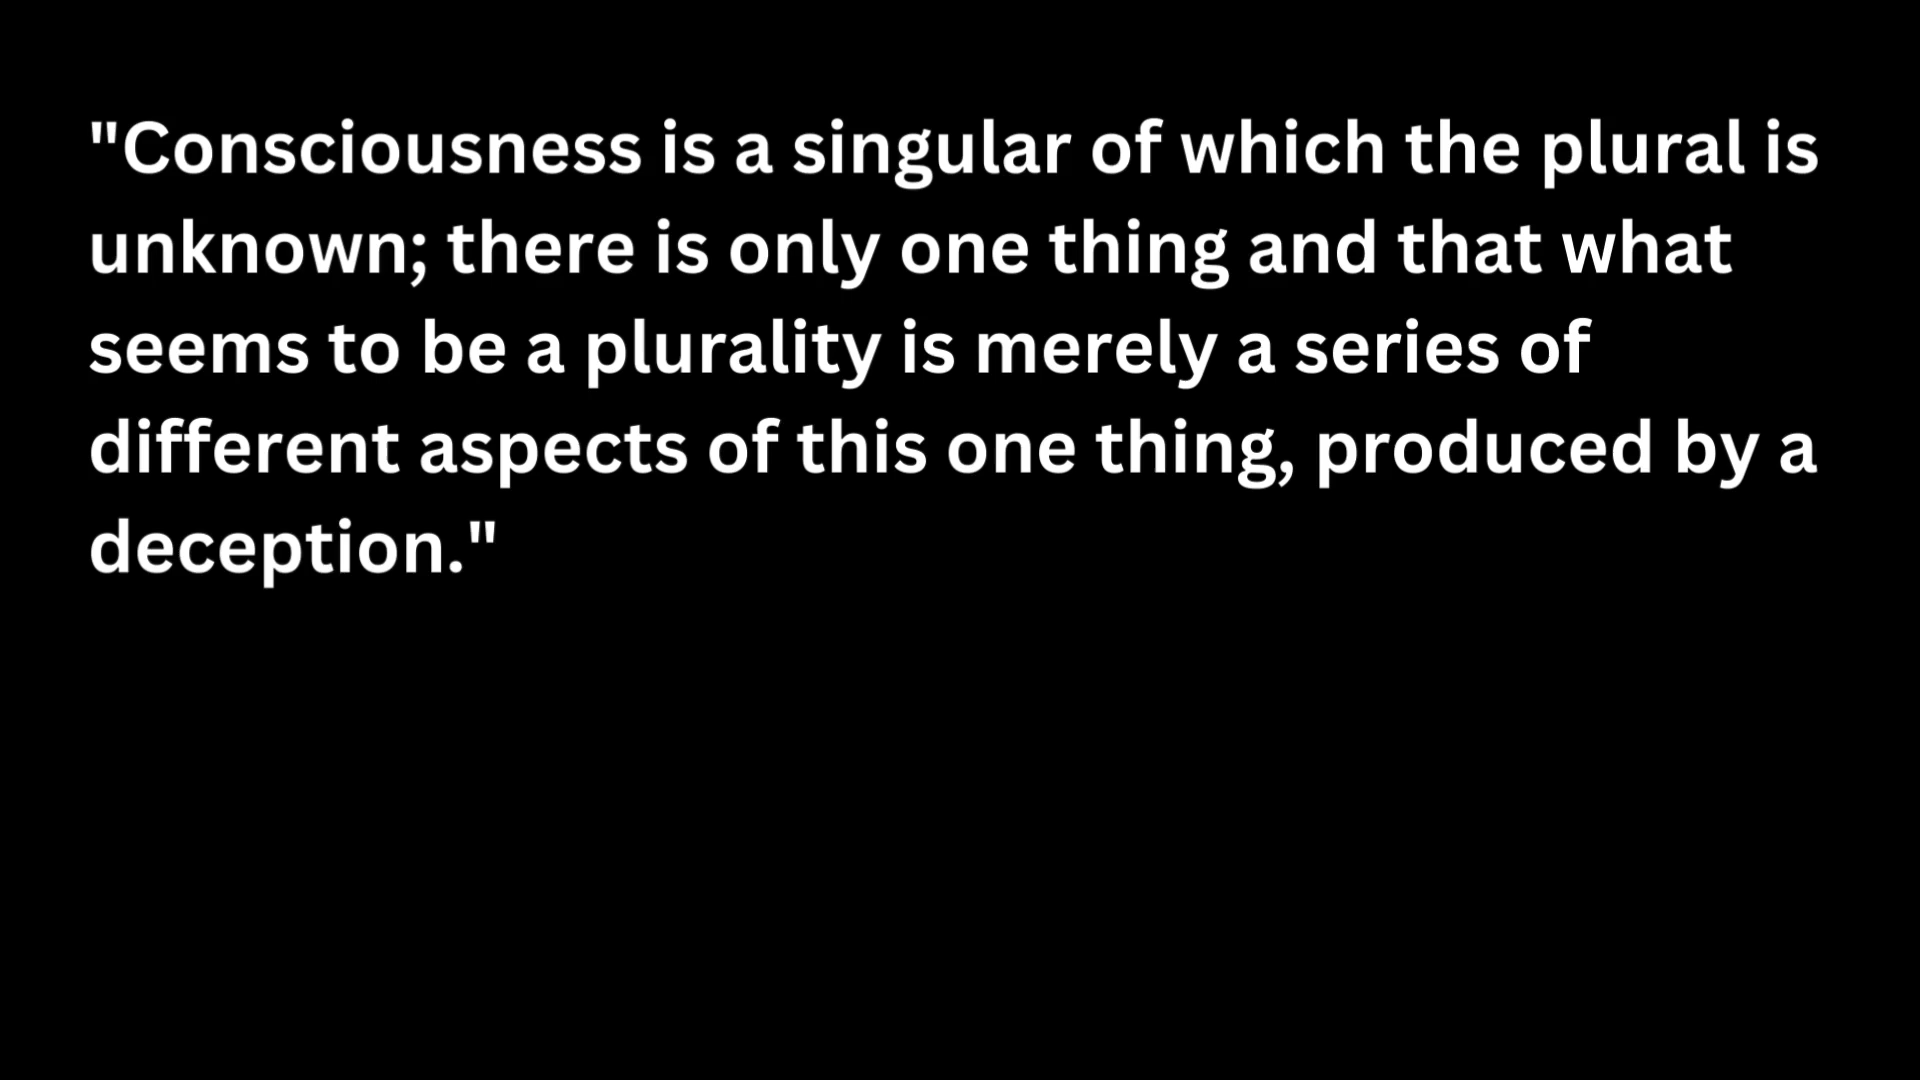 "Consciousness is a singular of which the plural is
unknown; there is only one thing and that what
seems to be a plurality is merely a series of
different aspects of this one thing, produced by a
deception."